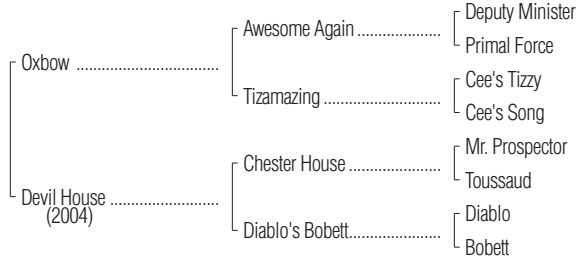 Deputy Minister
Awesome Again ..................
Primal Force
Oxbow ...............................
Cee's Tizzy
Tizamazing .........................
Cee's Song
Mr. Prospector
Chester House ....................
Toussaud
Devil House .......................
(2004)
Diablo
Diablo's Bobett....................
Bobett